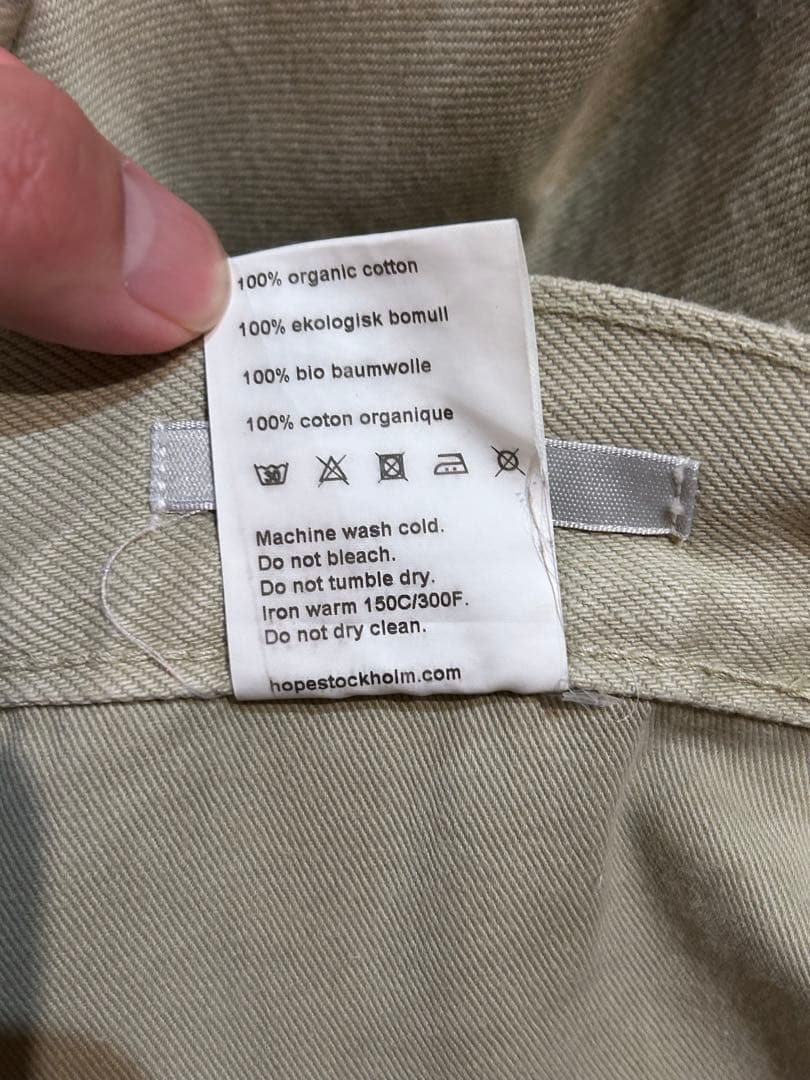 100% organic cotton
100% ekologisk bomull
100% bio baumwolle
100% coton organique
30
Machine wash cold.
Do not bleach.
Do not tumble dry.
Iron warm 150C/300F.
Do not dry clean.
hopestockholm.com